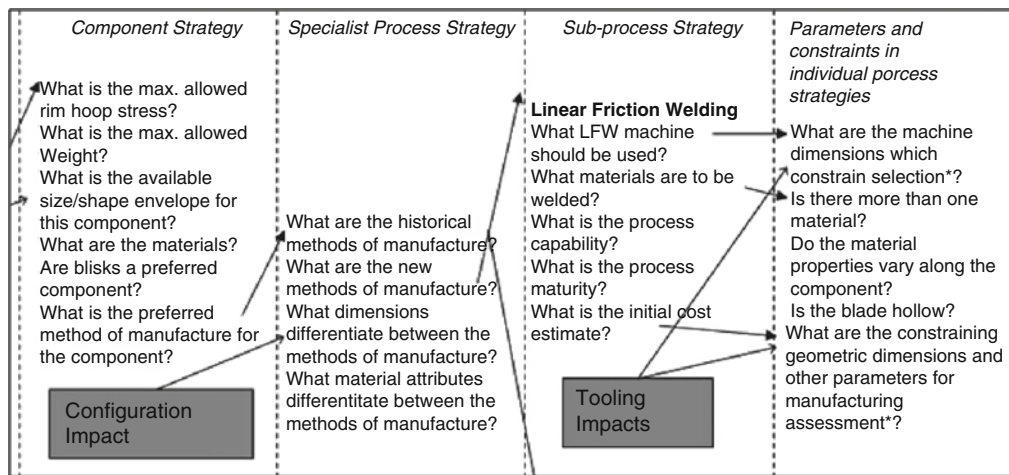 Component Strategy
What is the max. allowed
rim hoop stress?
What is the max. allowed
Weight?
What is the available
size/shape envelope for
this component?
What are the materials?
Are blisks a preferred
component?
What is the preferred
method of manufacture for
the component?
Configuration
Impact
Specialist Process Strategy
What are the historical
methods of manufacture?
What are the new
methods of manufacture?
What dimensions
differentiate between the
methods of manufacture?
What material attributes
differentitate between the
methods of manufacture?
Sub-process Strategy
Linear Friction Welding
What LFW machine
should be used?
What materials are to be
welded?
What is the process
capability?
What is the process
maturity?
What is the initial cost
estimate?
Tooling
Impacts
Parameters and
constraints in
individual porcess
strategies
What are the machine
dimensions which
constrain selection*?
Is there more than one
material?
Do the material
properties vary along the
component?
Is the blade hollow?
What are the constraining
geometric dimensions and
other parameters for
manufacturing
assessment*?